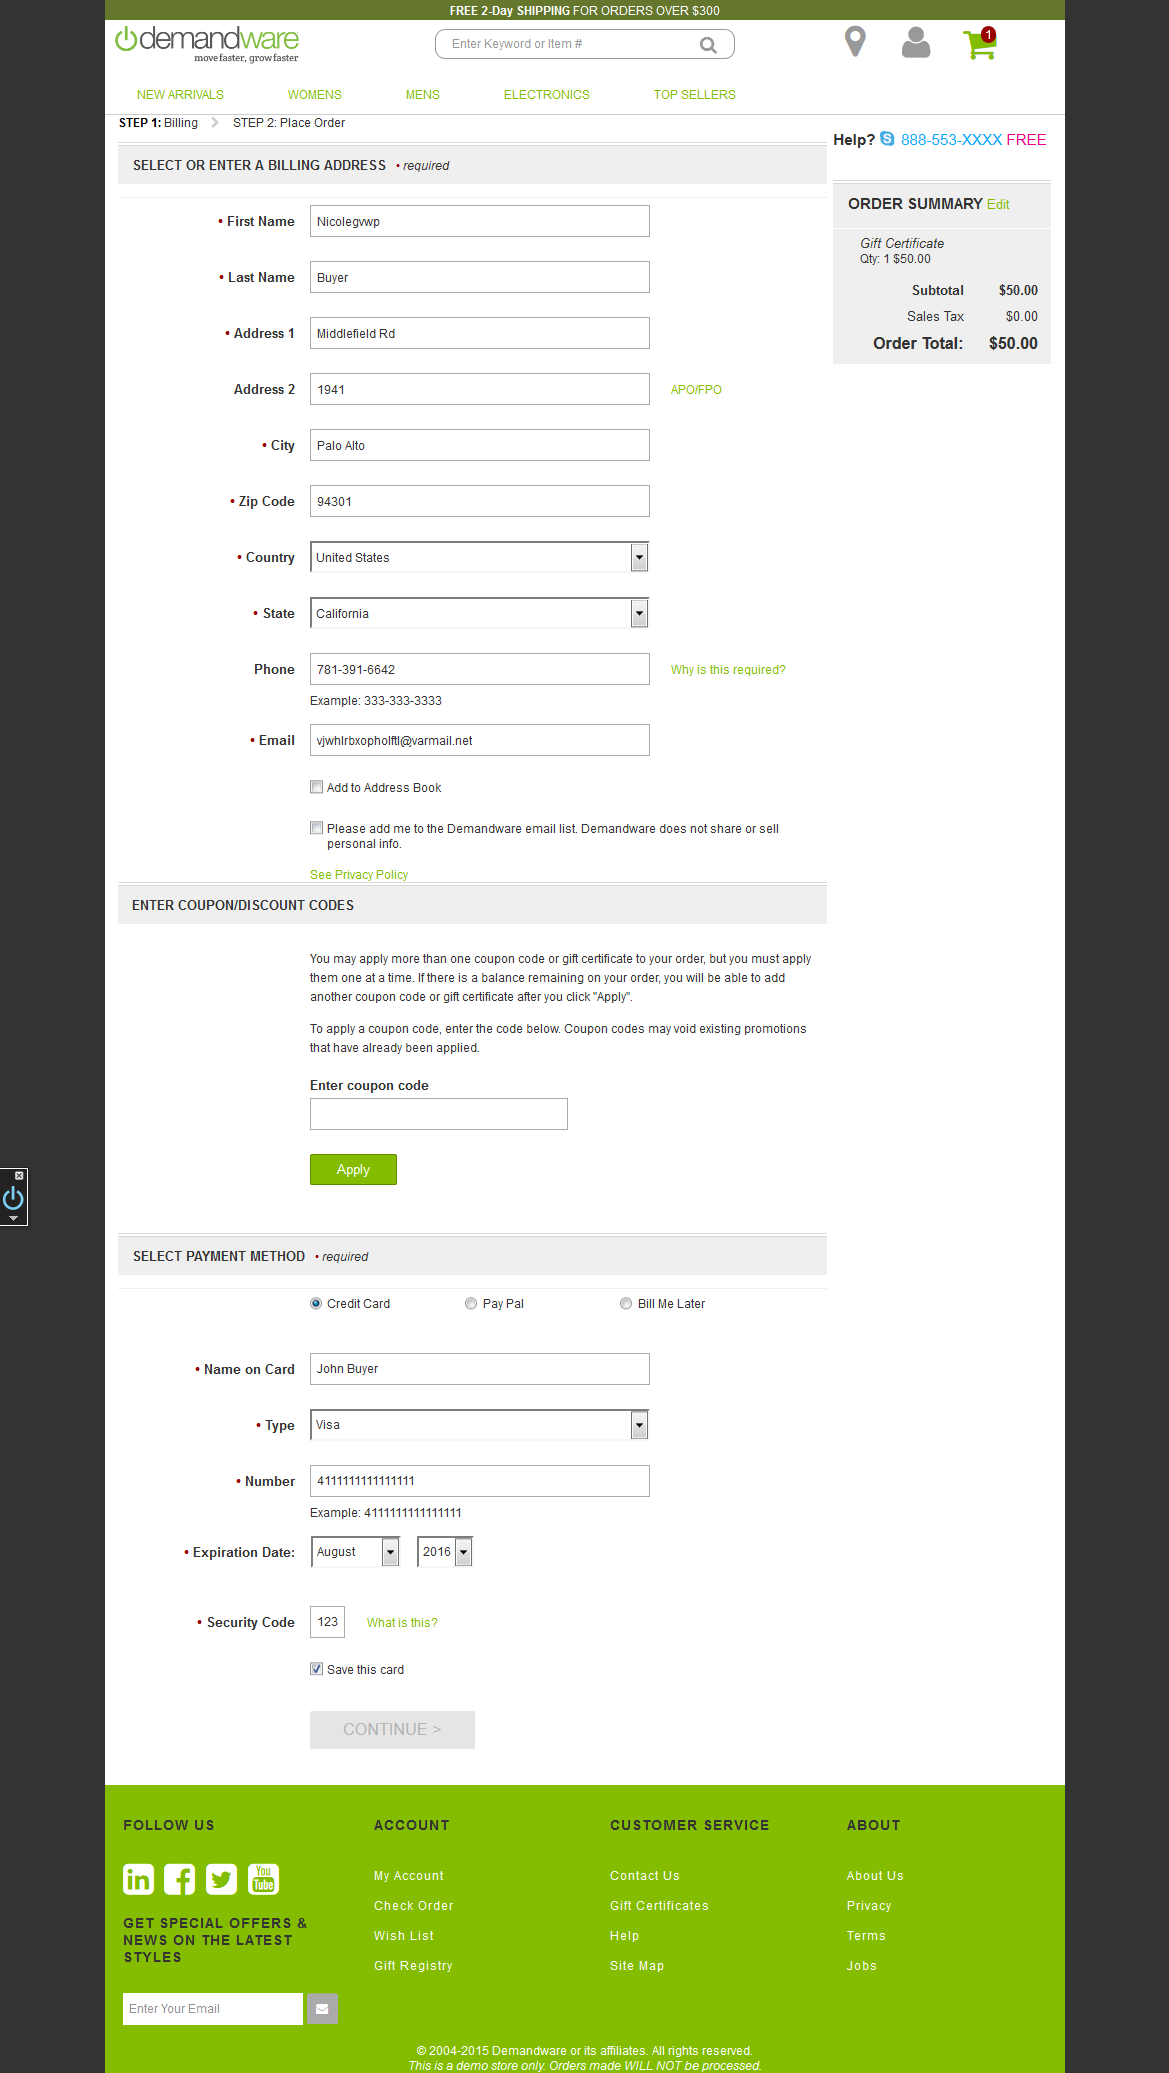 FREE 2-Day SHIPPING FOR ORDERS OVER $300
demandware
move faster, grow faster
Enter Keyword or Item #
1
NEW ARRIVALS WOMENS MENS ELECTRONICS TOP SELLERS
STEP 1: Billing STEP 2: Place Order
Help? 888-553-XXXX FREE
SELECT OR ENTER A BILLING ADDRESS • required
ORDER SUMMARY Edit
Gift Certificate
Qty: 1 $50.00
Subtotal $50.00
Sales Tax $0.00
Order Total: $50.00
• First Name Nicolegvwp
• Last Name Buyer
• Address 1 Middlefield Rd
Address 2 1941 APO/FPO
• City Palo Alto
• Zip Code 94301
• Country United States
• State California
Phone 781-391-6642 Why is this required?
Example: 333-333-3333
• Email vjwhlrbxopholftl@varmail.net
Add to Address Book
Please add me to the Demandware email list. Demandware does not share or sell
personal info.
See Privacy Policy
ENTER COUPON/DISCOUNT CODES
You may apply more than one coupon code or gift certificate to your order, but you must apply
them one at a time. If there is a balance remaining on your order, you will be able to add
another coupon code or gift certificate after you click "Apply".
To apply a coupon code, enter the code below. Coupon codes may void existing promotions
that have already been applied.
Enter coupon code
Apply
SELECT PAYMENT METHOD • required
Credit Card Pay Pal Bill Me Later
• Name on Card John Buyer
• Type Visa
• Number 4111111111111111
Example: 4111111111111111
• Expiration Date: August 2016
• Security Code 123 What is this?
Save this card
CONTINUE >
FOLLOW US ACCOUNT CUSTOMER SERVICE ABOUT
in f You Tube
My Account Contact Us About Us
Check Order Gift Certificates Privacy
GET SPECIAL OFFERS &
NEWS ON THE LATEST
STYLES
Wish List Help Terms
Gift Registry Site Map Jobs
Enter Your Email
© 2004-2015 Demandware or its affiliates. All rights reserved.
This is a demo store only. Orders made WILL NOT be processed.